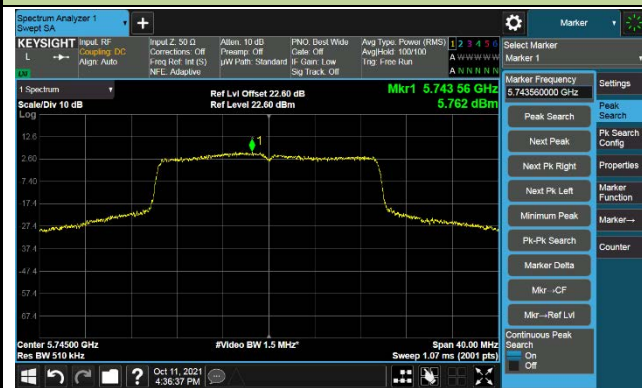 Spectrum Analyzer 1
Swept SA
Marker
KEYSIGHT
L
Input: RF
Coupling: DC
Align: Auto
Input Z: 50 Ω
Corrections: Off
Freq Ref: Int (S)
NFE: Adaptive
Atten: 10 dB
Preamp: Off
µW Path: Standard
PNO: Best Wide
Gate: Off
IF Gain: Low
Sig Track: Off
Avg Type: Power (RMS)
Avg|Hold: 100/100
Trig: Free Run
1 2 3 4 5 6
A W W W W W
A N N N N N
Select Marker
Marker 1
1 Spectrum
Scale/Div 10 dB
Log
Ref Lvl Offset 22.60 dB
Ref Level 22.60 dBm
Mkr1 5.743 56 GHz
5.762 dBm
1
12.6
2.60
-7.40
-17.4
-27.4
-37.4
-47.4
-57.4
-67.4
Center 5.74500 GHz
Res BW 510 kHz
#Video BW 1.5 MHz*
Span 40.00 MHz
Sweep 1.07 ms (2001 pts)
Marker Frequency
5.743560000 GHz
Peak Search
Next Peak
Next Pk Right
Next Pk Left
Minimum Peak
Pk-Pk Search
Marker Delta
Mkr→CF
Mkr→Ref Lvl
Continuous Peak
Search
On
Off
Settings
Peak
Search
Pk Search
Config
Properties
Marker
Function
Marker→
Counter
Oct 11, 2021
4:36:37 PM